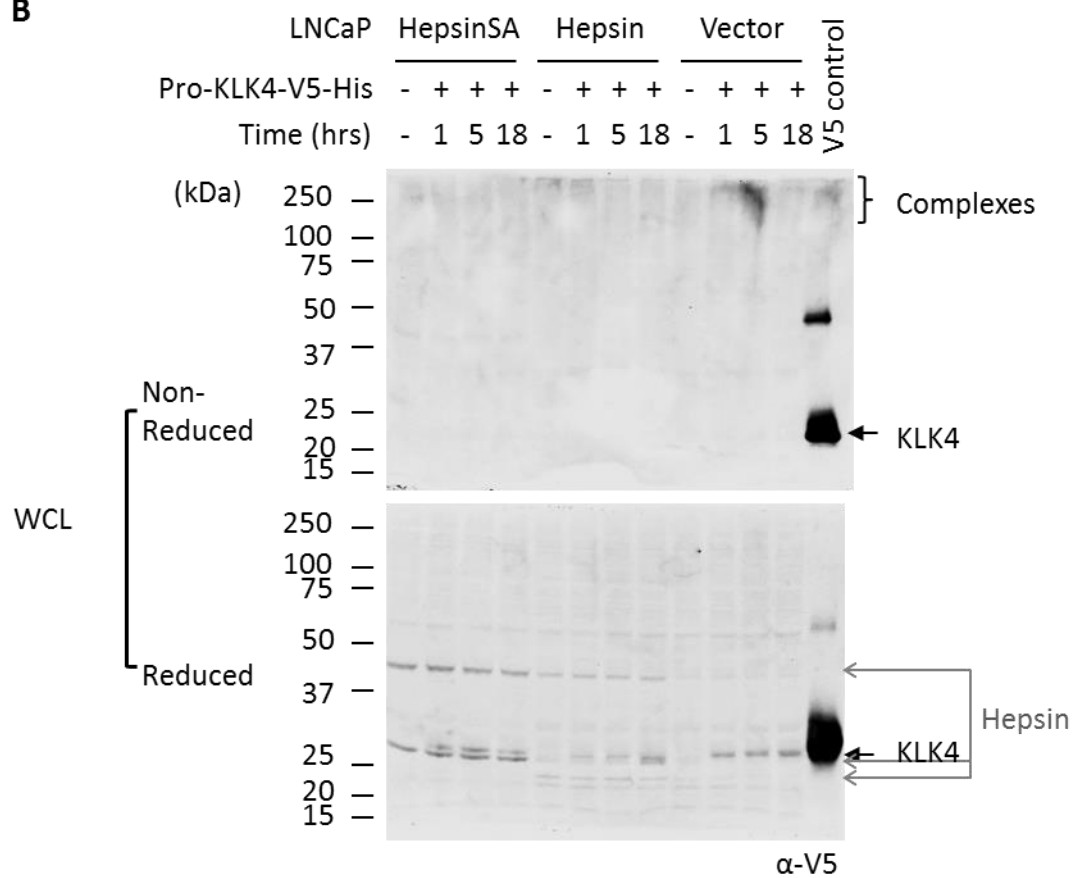 B
LNCaP HepsinSA Hepsin Vector V5 control
Pro-KLK4-V5-His - + + + - + + + - + + +
Time (hrs) - 1 5 18 - 1 5 18 - 1 5 18
(kDa)
250 Complexes
100
75
50
37
Non-
Reduced
25
20 KLK4
15
WCL
250
100
75
50
Reduced
37
Hepsin
25 KLK4
20
15
α-V5